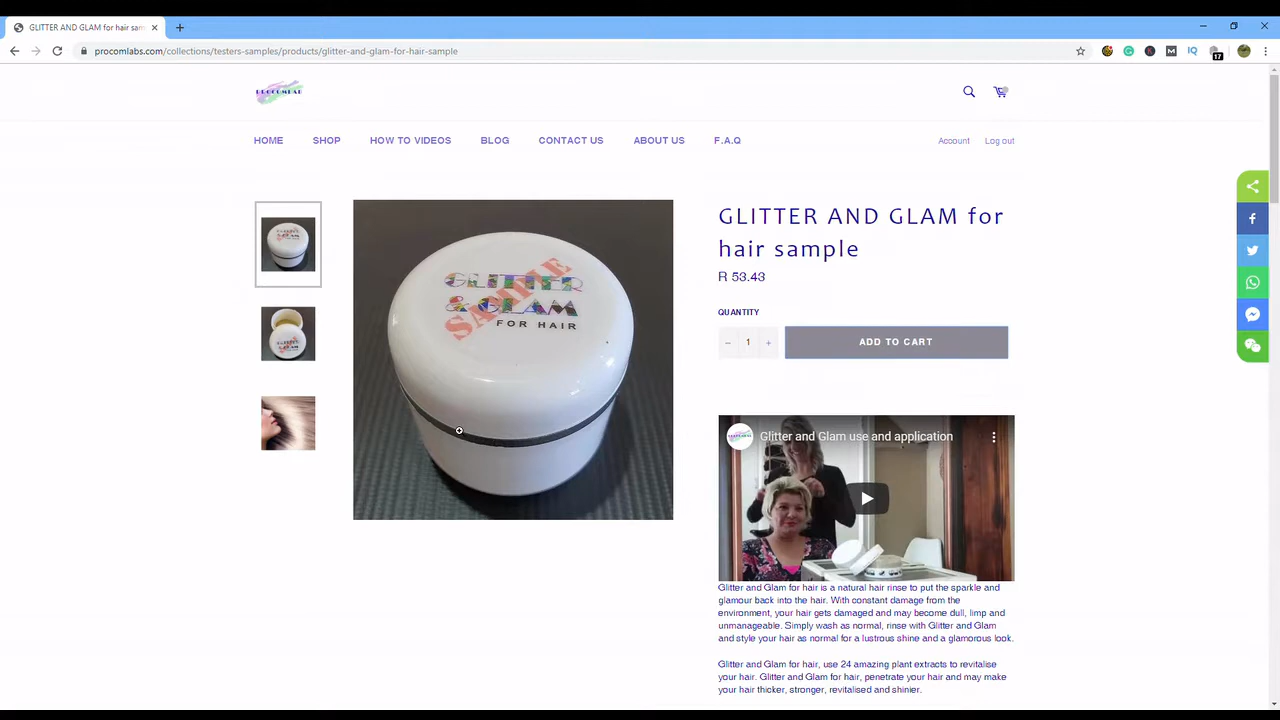 GLITTER AND GLAM for hair sam
procomlabs.com/collections/testers-samples/products/glitter-and-glam-for-hair-sample
IQ
17
PROCOMLAB
HOME
SHOP
HOW TO VIDEOS
BLOG
CONTACT US
ABOUT US
F.A.Q
Account
Log out
GLITTER
& GLAM
FOR HAIR
SAMPLE
GLITTER AND GLAM for
hair sample
R 53.43
QUANTITY
− 1 +
ADD TO CART
Glitter and Glam use and application
Glitter and Glam for hair is a natural hair rinse to put the sparkle and
glamour back into the hair. With constant damage from the
environment, your hair gets damaged and may become dull, limp and
unmanageable. Simply wash as normal, rinse with Glitter and Glam
and style your hair as normal for a lustrous shine and a glamorous look.
Glitter and Glam for hair, use 24 amazing plant extracts to revitalise
your hair. Glitter and Glam for hair, penetrate your hair and may make
your hair thicker, stronger, revitalised and shinier.